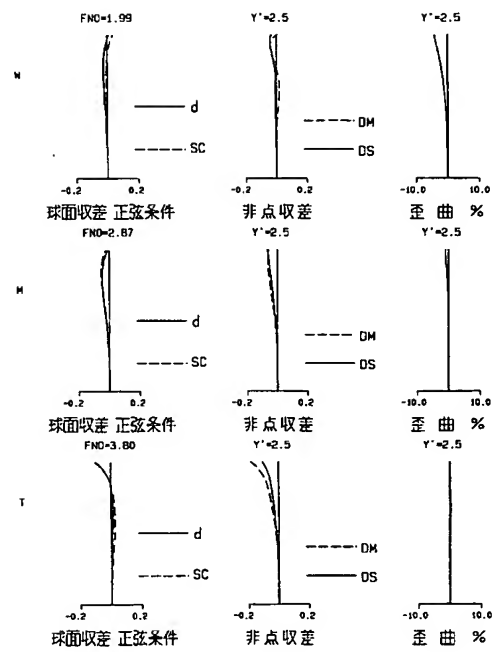 FNO=1.99 Y'=2.5 Y'=2.5
W
d DM
SC DS
-0.2 0.2 -0.2 0.2 -10.0 10.0
球面収差 正弦条件 非点収差 歪曲 %
FNO=2.87 Y'=2.5 Y'=2.5
M
d DM
SC DS
-0.2 0.2 -0.2 0.2 -10.0 10.0
球面収差 正弦条件 非点収差 歪曲 %
FNO=3.80 Y'=2.5 Y'=2.5
T
d DM
SC DS
-0.2 0.2 -0.2 0.2 -10.0 10.0
球面収差 正弦条件 非点収差 歪曲 %